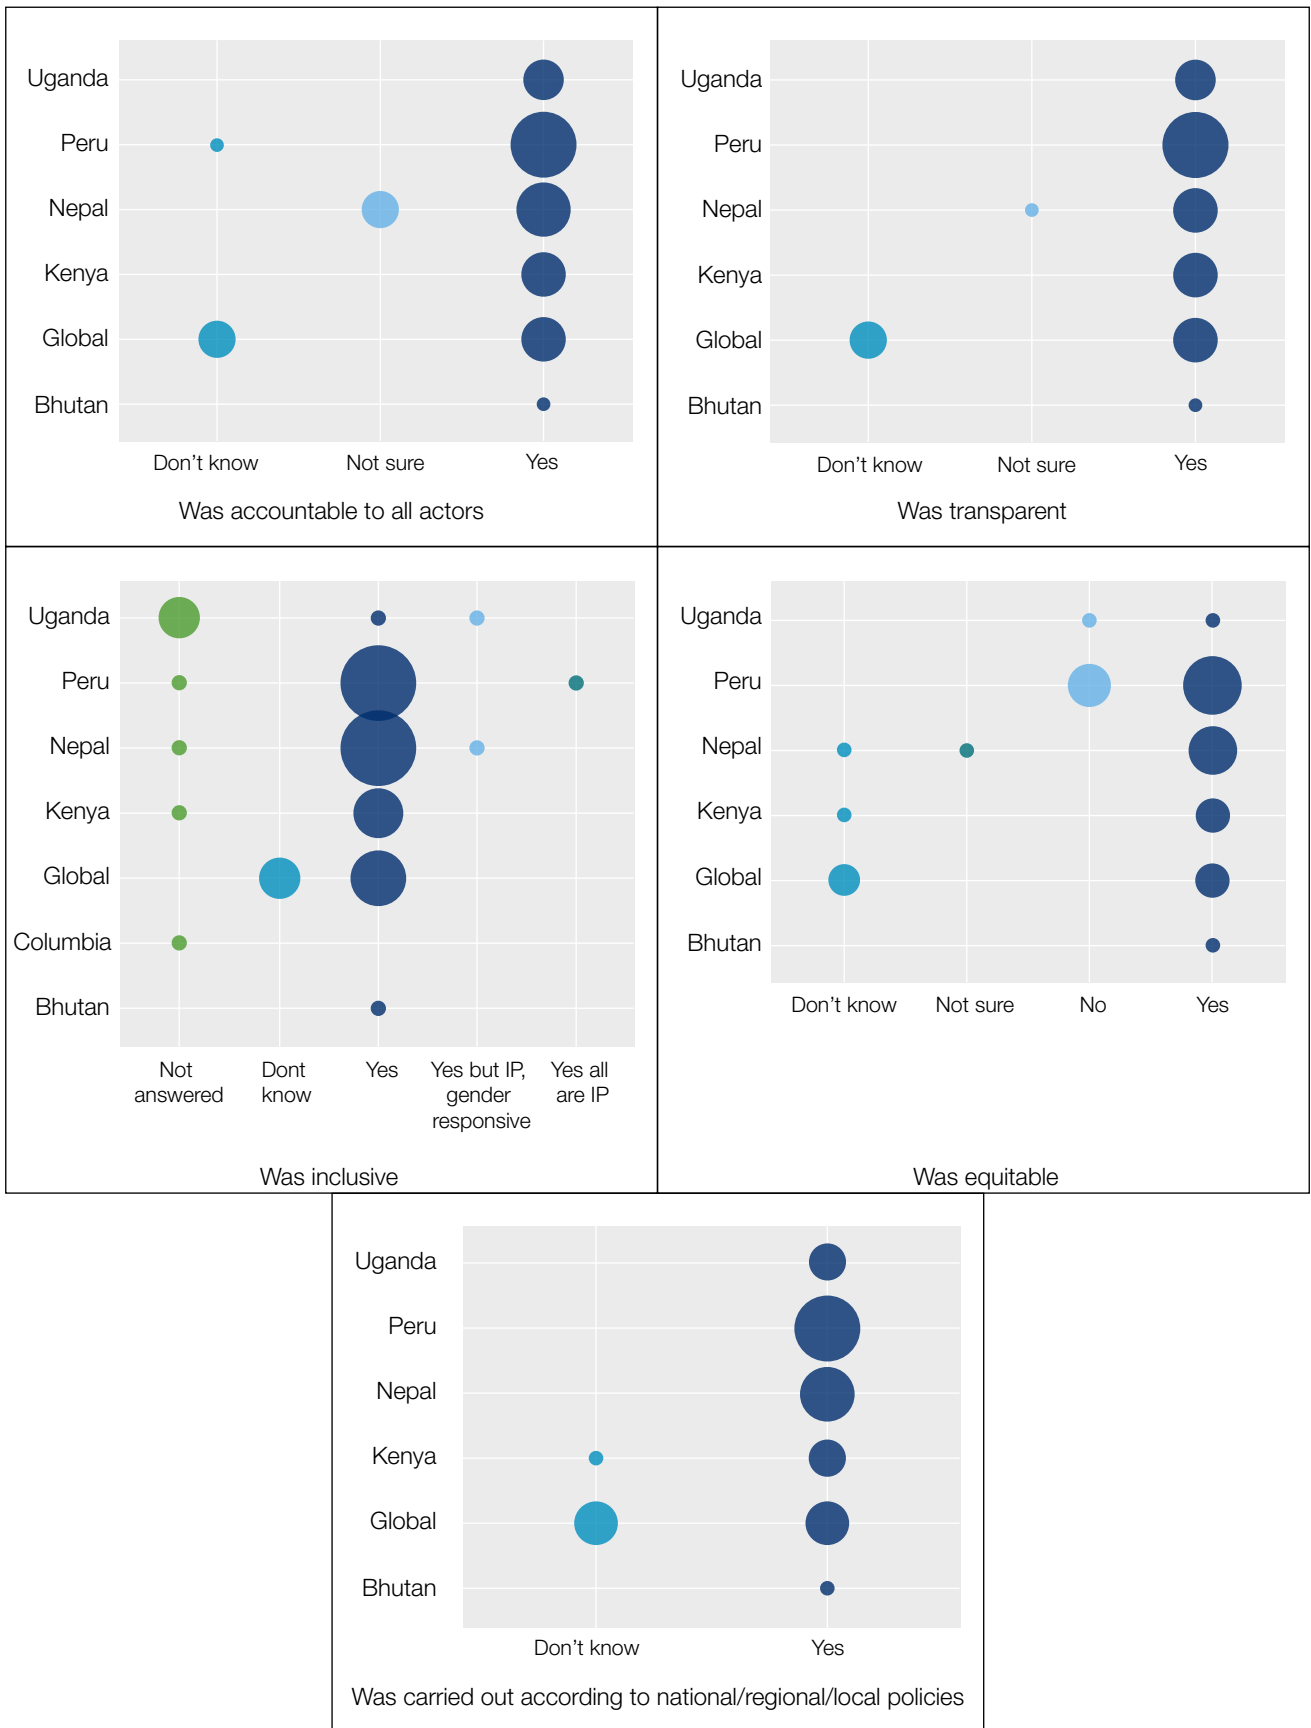 Uganda
Peru
Nepal
Kenya
Global
Bhutan
Don't know Not sure Yes
Was accountable to all actors
Uganda
Peru
Nepal
Kenya
Global
Bhutan
Don't know Not sure Yes
Was transparent
Uganda
Peru
Nepal
Kenya
Global
Columbia
Bhutan
Not answered
Dont know
Yes
Yes but IP, gender responsive
Yes all are IP
Was inclusive
Uganda
Peru
Nepal
Kenya
Global
Bhutan
Don't know Not sure No Yes
Was equitable
Uganda
Peru
Nepal
Kenya
Global
Bhutan
Don't know Yes
Was carried out according to national/regional/local policies